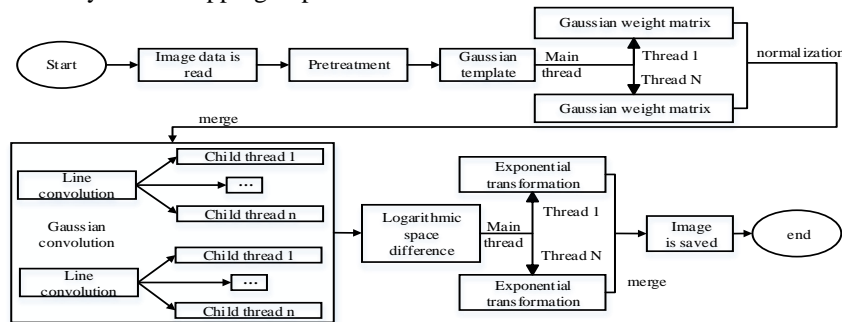 Gaussian weight matrix
Start
Image data is
read
Pretreatment
Gaussian
template
Main
thread
Thread 1
Thread N
normalization
Gaussian weight matrix
merge
Line
convolution
Child thread 1
...
Child thread n
Gaussian
convolution
Line
convolution
Child thread 1
...
Child thread n
Logarithmic
space
difference
Main
thread
Exponential
transformation
Thread 1
Thread N
Exponential
transformation
merge
Image
is saved
end